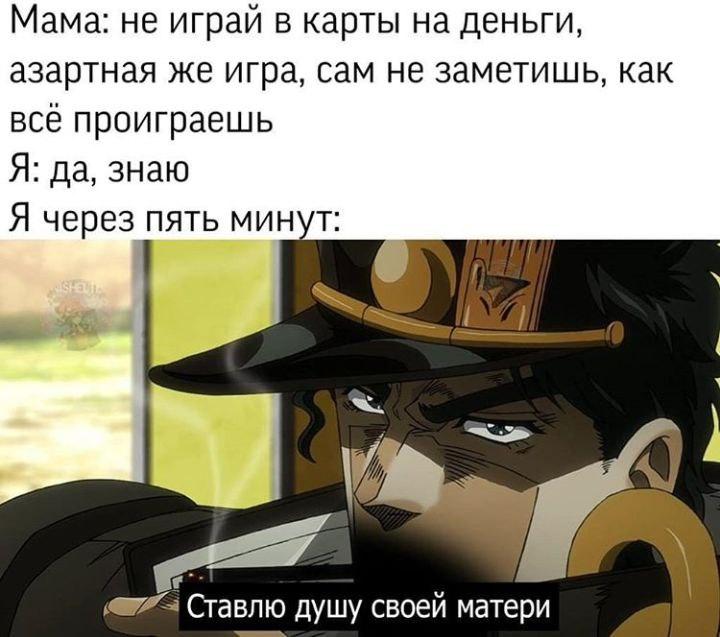 Мама: не играй в карты на деньги,
азартная же игра, сам не заметишь, как
всё проиграешь
Я: да, знаю
Я через пять минут:
Ставлю душу своей матери